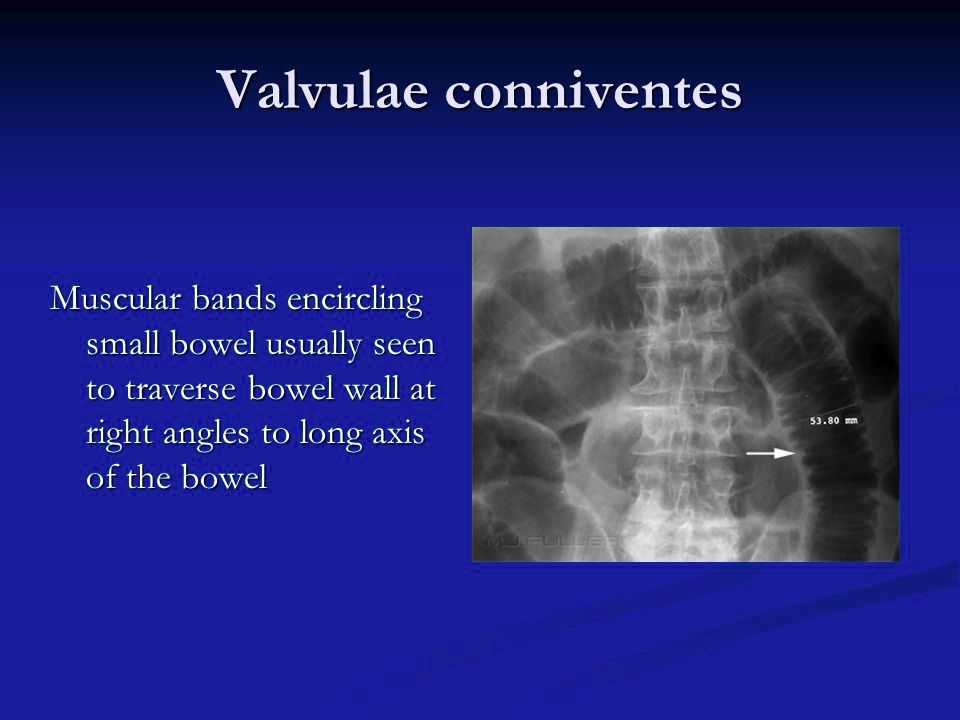 Valvulae conniventes
Muscular bands encircling
small bowel usually seen
to traverse bowel wall at
right angles to long axis
of the bowel
53.80 mm
M.J.FULLER